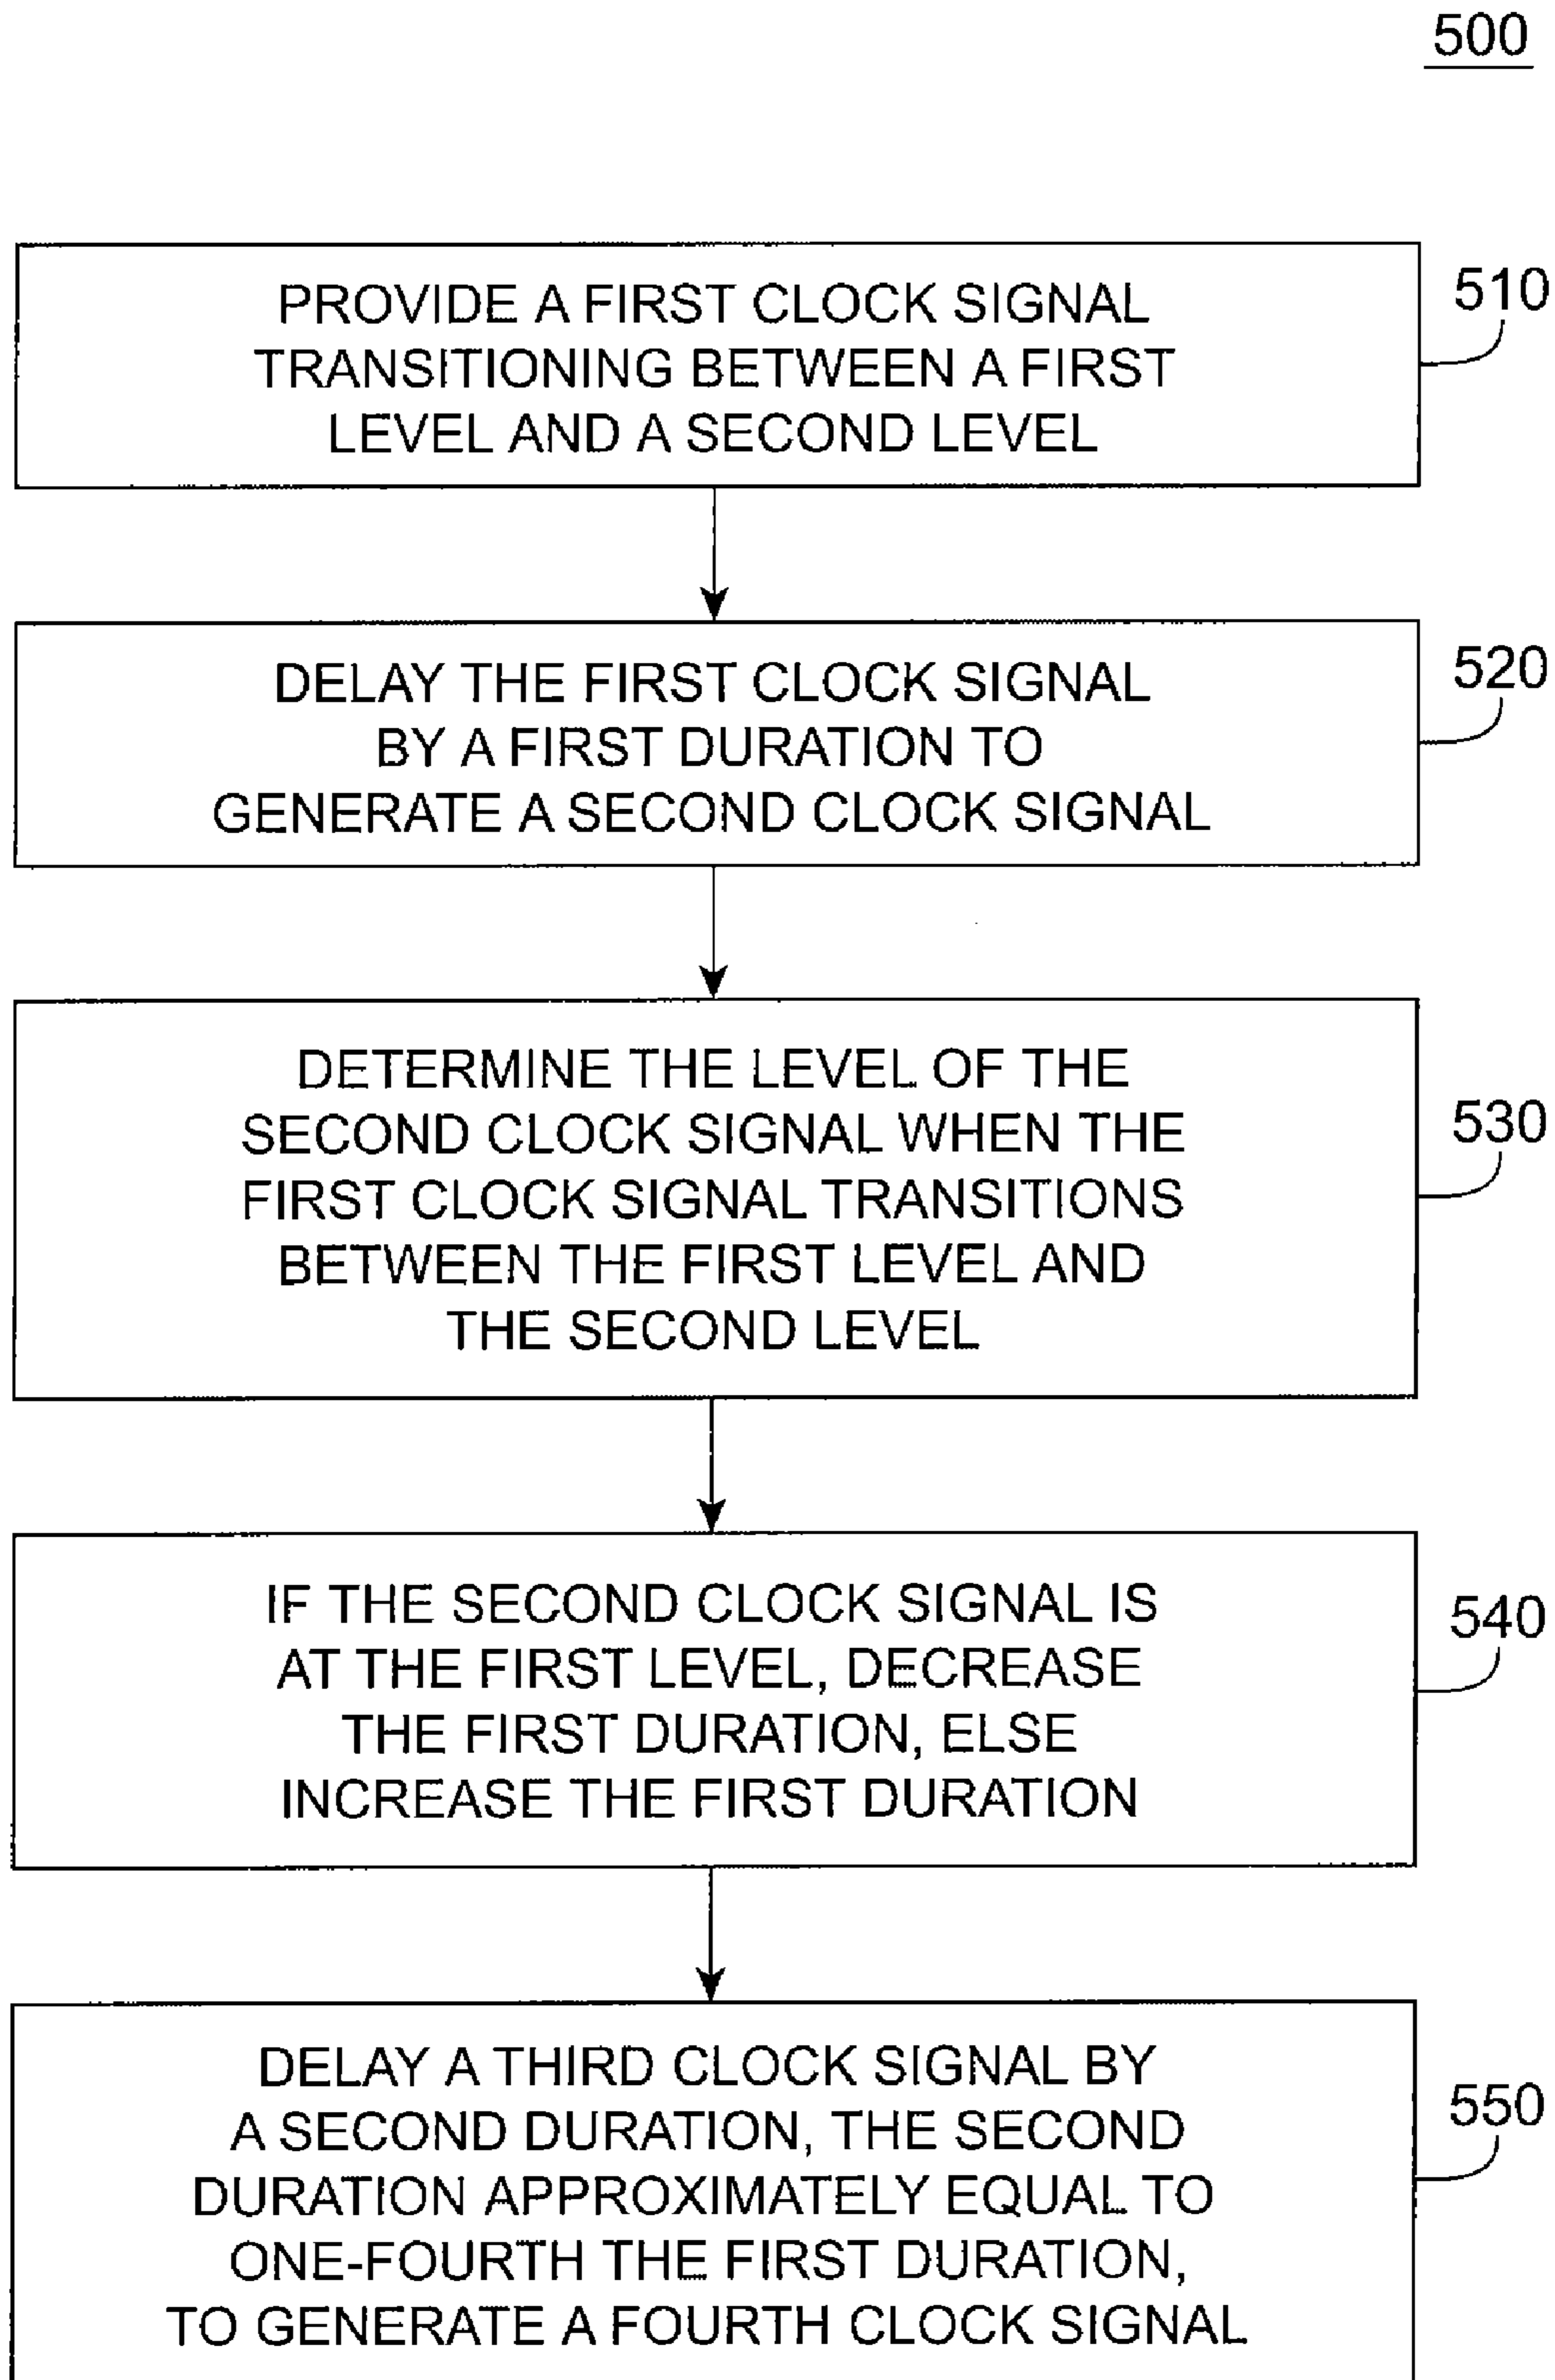 500
PROVIDE A FIRST CLOCK SIGNAL
TRANSITIONING BETWEEN A FIRST
LEVEL AND A SECOND LEVEL
510
DELAY THE FIRST CLOCK SIGNAL
BY A FIRST DURATION TO
GENERATE A SECOND CLOCK SIGNAL
520
DETERMINE THE LEVEL OF THE
SECOND CLOCK SIGNAL WHEN THE
FIRST CLOCK SIGNAL TRANSITIONS
BETWEEN THE FIRST LEVEL AND
THE SECOND LEVEL
530
IF THE SECOND CLOCK SIGNAL IS
AT THE FIRST LEVEL, DECREASE
THE FIRST DURATION, ELSE
INCREASE THE FIRST DURATION
540
DELAY A THIRD CLOCK SIGNAL BY
A SECOND DURATION, THE SECOND
DURATION APPROXIMATELY EQUAL TO
ONE-FOURTH THE FIRST DURATION,
TO GENERATE A FOURTH CLOCK SIGNAL
550